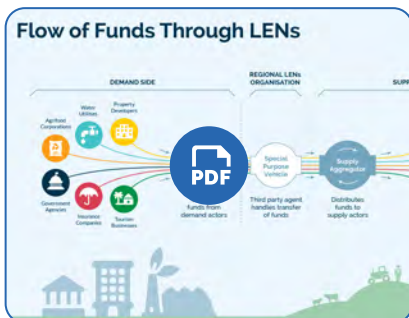 Flow of Funds Through LENs
DEMAND SIDE
REGIONAL LENs
ORGANISATION
SUPP
Agrifood
Corporations
Water
Utilities
Property
Developers
Government
Agencies
Insurance
Companies
Tourism
Businesses
PDF
funds from
demand actors
Special
Purpose
Vehicle
Third party agent
handles transfer
of funds
Supply
Aggregator
Distributes
funds to
supply actors